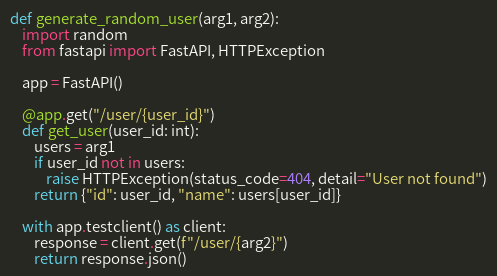 def generate_random_user(arg1, arg2):
    import random
    from fastapi import FastAPI, HTTPException

    app = FastAPI()

    @app.get("/user/{user_id}")
    def get_user(user_id: int):
        users = arg1
        if user_id not in users:
            raise HTTPException(status_code=404, detail="User not found")
        return {"id": user_id, "name": users[user_id]}

    with app.testclient() as client:
        response = client.get(f"/user/{arg2}")
        return response.json()